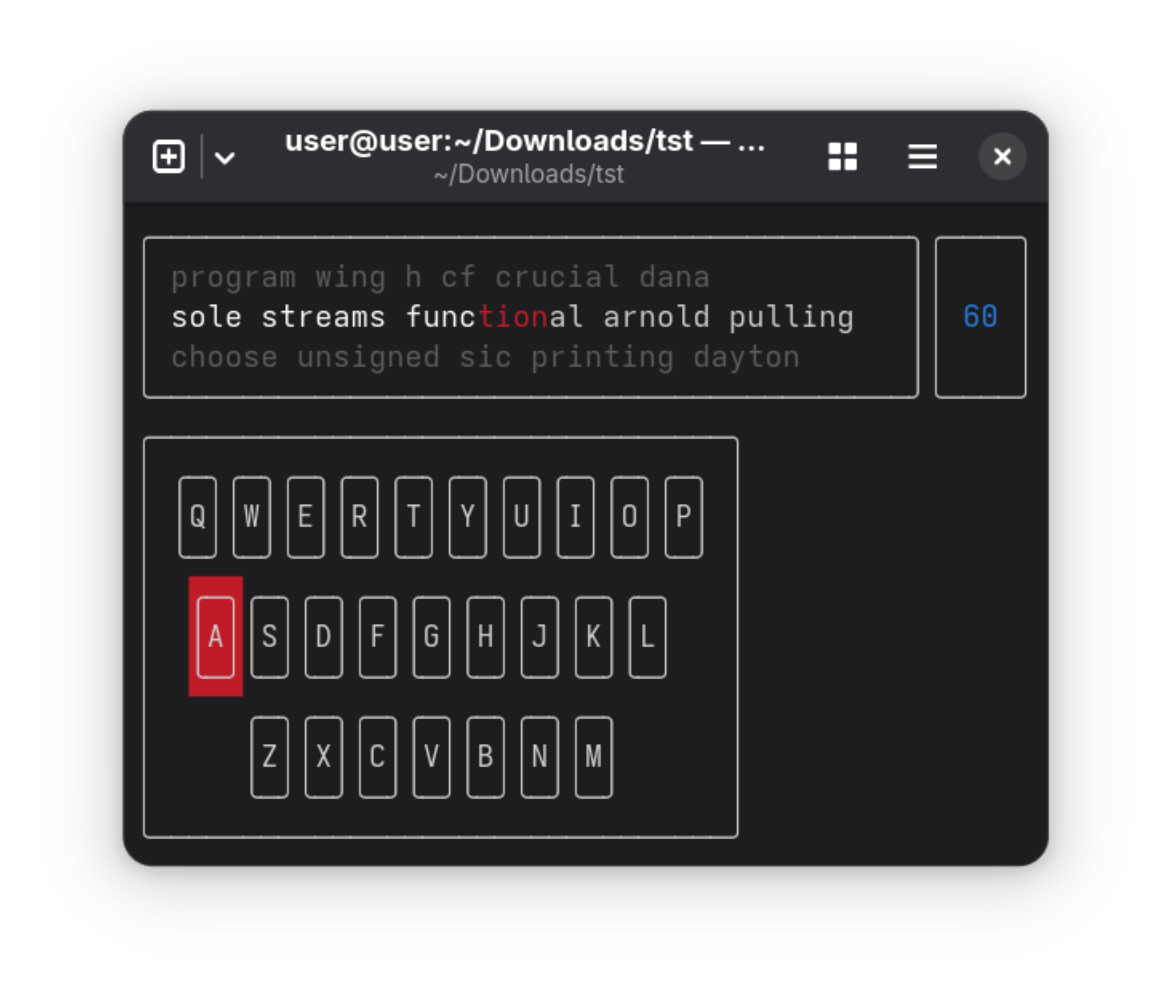 user@user:~/Downloads/tst — ...
~/Downloads/tst
program wing h cf crucial dana
sole streams functional arnold pulling
choose unsigned sic printing dayton
60
Q W E R T Y U I O P
A S D F G H J K L
Z X C V B N M